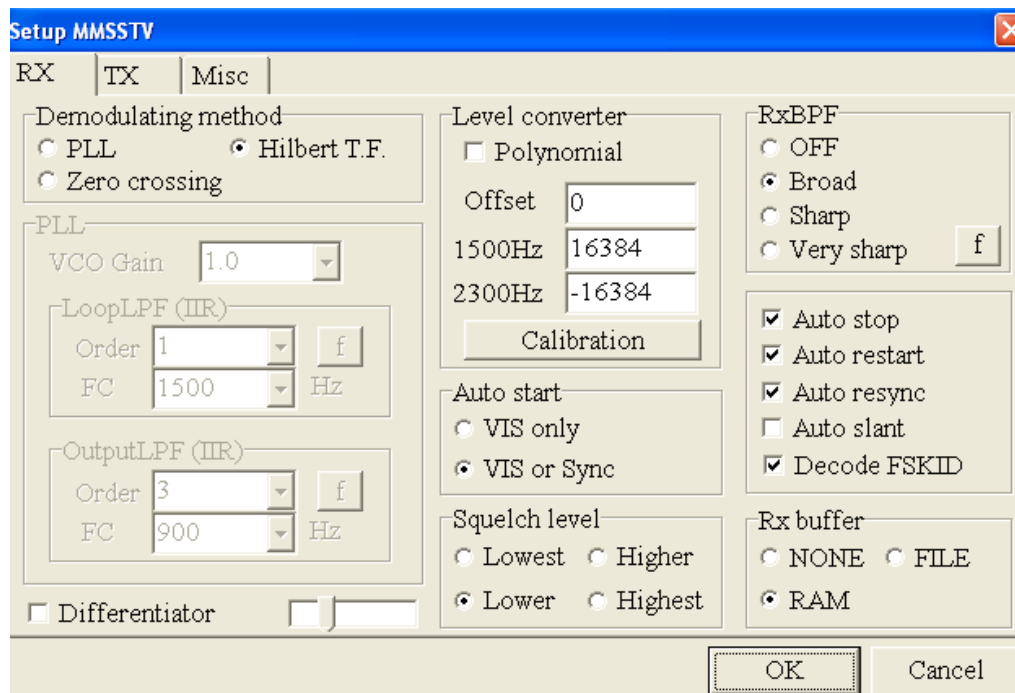 Setup MMSSTV
RX TX Misc
Demodulating method
PLL Hilbert T.F.
Zero crossing
PLL
VCO Gain 1.0
LoopLPF (IIR)
Order 1 f
FC 1500 Hz
OutputLPF (IIR)
Order 3 f
FC 900 Hz
Differentiator
Level converter
Polynomial
Offset 0
1500Hz 16384
2300Hz -16384
Calibration
Auto start
VIS only
VIS or Sync
Squelch level
Lowest Higher
Lower Highest
RxBPF
OFF
Broad
Sharp
Very sharp f
Auto stop
Auto restart
Auto resync
Auto slant
Decode FSKID
Rx buffer
NONE FILE
RAM
OK Cancel